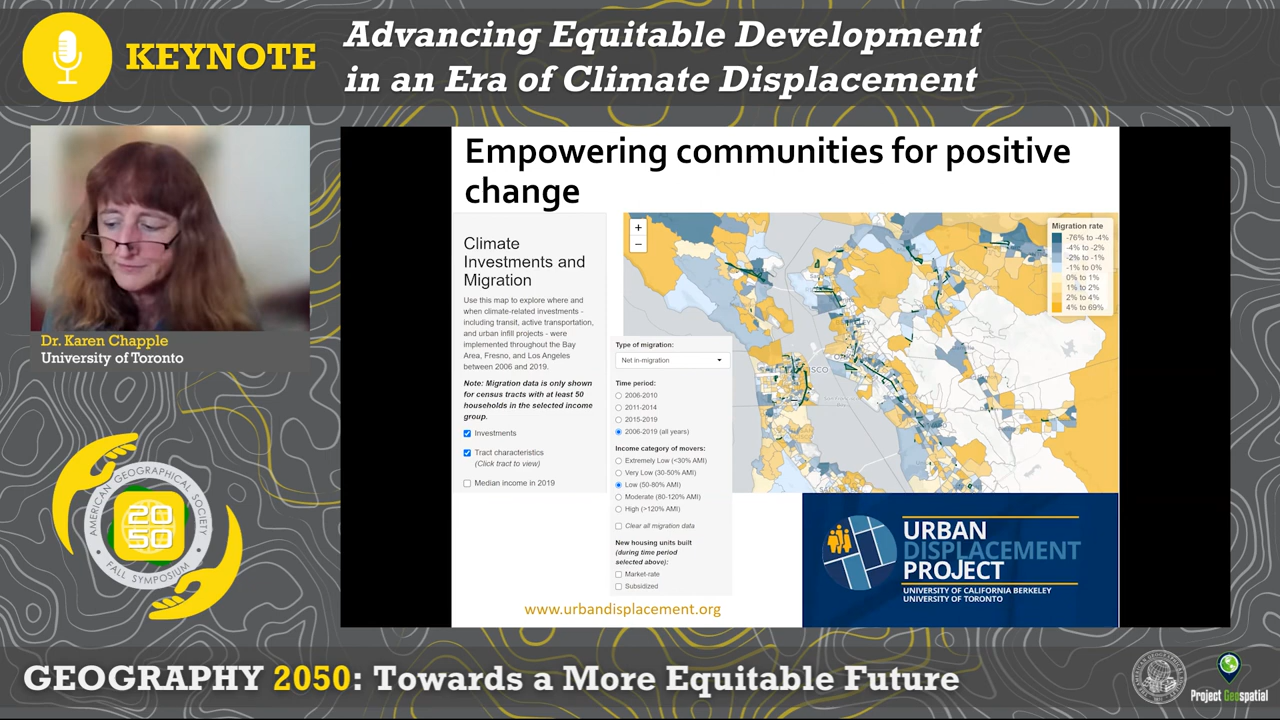 KEYNOTE
Advancing Equitable Development
in an Era of Climate Displacement
Dr. Karen Chapple
University of Toronto
AMERICAN GEOGRAPHICAL SOCIETY
20
50
FALL SYMPOSIUM
Empowering communities for positive
change
Climate
Investments and
Migration
Use this map to explore where and
when climate-related investments -
including transit, active transportation,
and urban infill projects - were
implemented throughout the Bay
Area, Fresno, and Los Angeles
between 2006 and 2019.
Note: Migration data is only shown
for census tracts with at least 50
households in the selected income
group.
Investments
Tract characteristics
(Click tract to view)
Median income in 2019
+
−
Type of migration:
Net in-migration
Time period:
2006-2010
2011-2014
2015-2019
2006-2019 (all years)
Income category of movers:
Extremely Low (<30% AMI)
Very Low (30-50% AMI)
Low (50-80% AMI)
Moderate (80-120% AMI)
High (>120% AMI)
Clear all migration data
New housing units built
(during time period
selected above):
Market-rate
Subsidized
Migration rate
-76% to -4%
-4% to -2%
-2% to -1%
-1% to 0%
0% to 1%
1% to 2%
2% to 4%
4% to 69%
www.urbandisplacement.org
URBAN
DISPLACEMENT
PROJECT
UNIVERSITY OF CALIFORNIA BERKELEY
UNIVERSITY OF TORONTO
GEOGRAPHY 2050: Towards a More Equitable Future
Project Geospatial